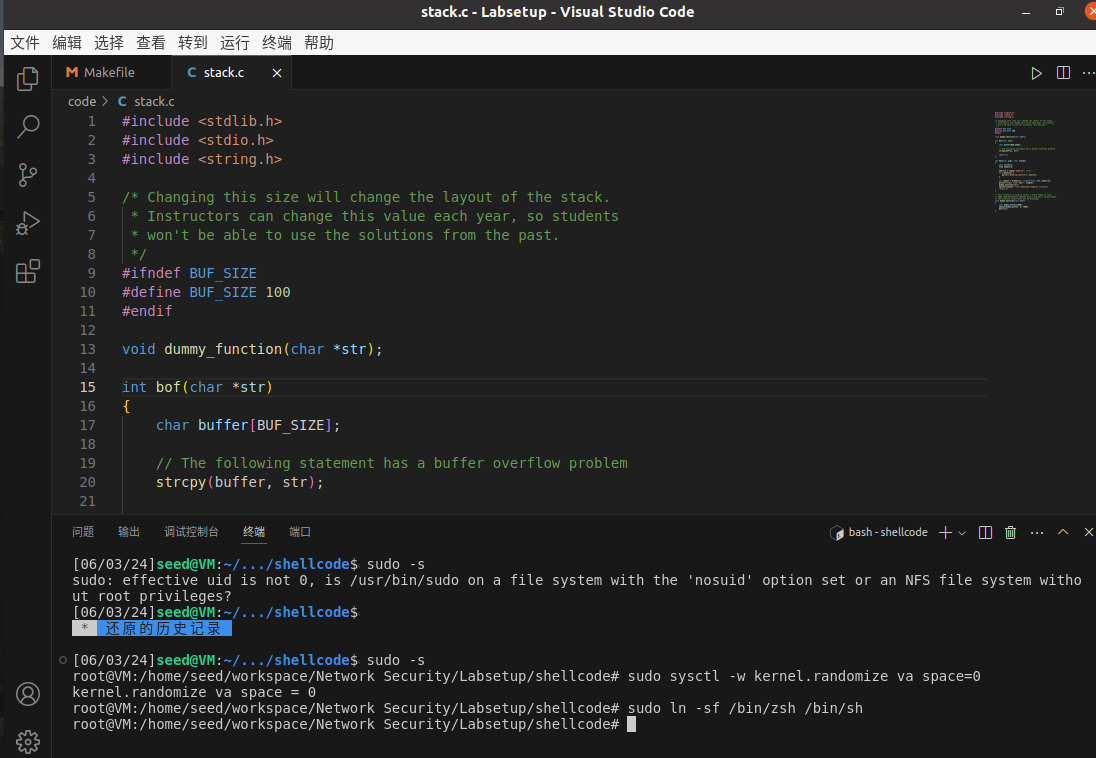 stack.c - Labsetup - Visual Studio Code
文件 编辑 选择 查看 转到 运行 终端 帮助
M Makefile C stack.c
code > C stack.c
1 #include <stdlib.h>
2 #include <stdio.h>
3 #include <string.h>
4
5 /* Changing this size will change the layout of the stack.
6  * Instructors can change this value each year, so students
7  * won't be able to use the solutions from the past.
8  */
9 #ifndef BUF_SIZE
10 #define BUF_SIZE 100
11 #endif
12
13 void dummy_function(char *str);
14
15 int bof(char *str)
16 {
17     char buffer[BUF_SIZE];
18
19     // The following statement has a buffer overflow problem
20     strcpy(buffer, str);
21
问题 输出 调试控制台 终端 端口 bash - shellcode
[06/03/24]seed@VM:~/.../shellcode$ sudo -s
sudo: effective uid is not 0, is /usr/bin/sudo on a file system with the 'nosuid' option set or an NFS file system witho
ut root privileges?
[06/03/24]seed@VM:~/.../shellcode$
* 还原的历史记录
[06/03/24]seed@VM:~/.../shellcode$ sudo -s
root@VM:/home/seed/workspace/Network Security/Labsetup/shellcode# sudo sysctl -w kernel.randomize va space=0
kernel.randomize va space = 0
root@VM:/home/seed/workspace/Network Security/Labsetup/shellcode# sudo ln -sf /bin/zsh /bin/sh
root@VM:/home/seed/workspace/Network Security/Labsetup/shellcode#